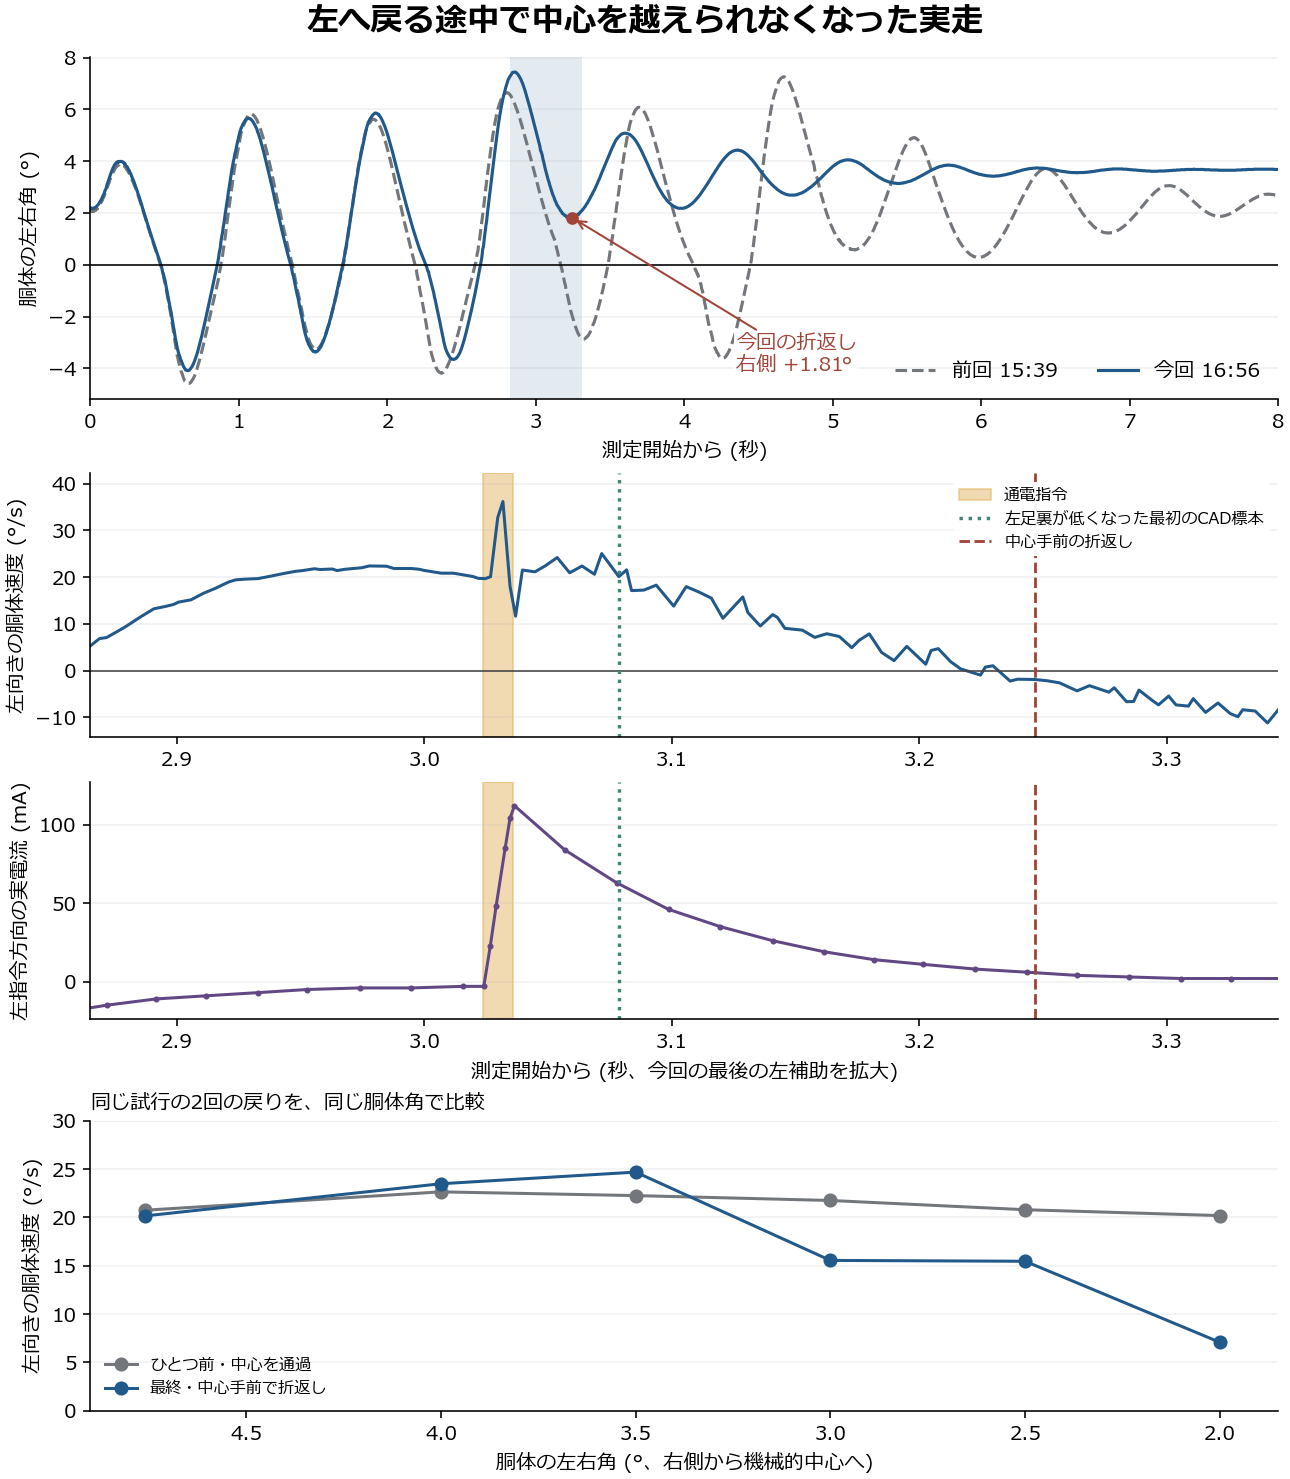 左へ戻る途中で中心を越えられなくなった実走
胴体の左右角 (°)
8
6
4
2
0
−2
−4
今回の折返し
右側 +1.81°
前回 15:39
今回 16:56
0 1 2 3 4 5 6 7 8
測定開始から (秒)
左向きの胴体速度 (°/s)
40
30
20
10
0
−10
通電指令
左足裏が低くなった最初のCAD標本
中心手前の折返し
2.9 3.0 3.1 3.2 3.3
左指令方向の実電流 (mA)
100
50
0
2.9 3.0 3.1 3.2 3.3
測定開始から (秒、今回の最後の左補助を拡大)
同じ試行の2回の戻りを、同じ胴体角で比較
左向きの胴体速度 (°/s)
30
25
20
15
10
5
0
ひとつ前・中心を通過
最終・中心手前で折返し
4.5 4.0 3.5 3.0 2.5 2.0
胴体の左右角 (°、右側から機械的中心へ)